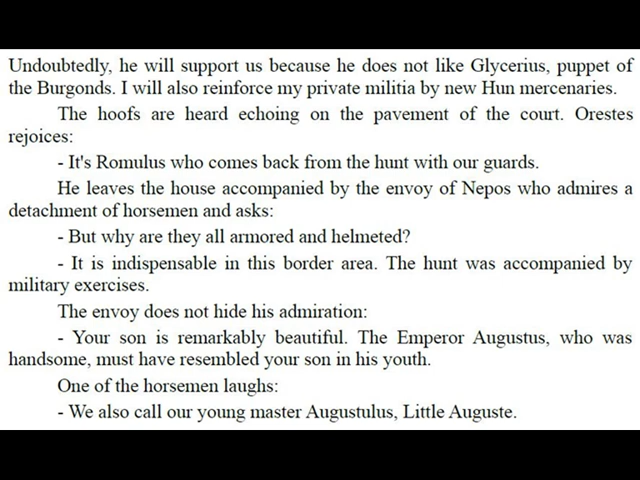 Undoubtedly, he will support us because he does not like Glycerius, puppet of
the Burgonds. I will also reinforce my private militia by new Hun mercenaries.
The hoofs are heard echoing on the pavement of the court. Orestes
rejoices:
- It's Romulus who comes back from the hunt with our guards.
He leaves the house accompanied by the envoy of Nepos who admires a
detachment of horsemen and asks:
- But why are they all armored and helmeted?
- It is indispensable in this border area. The hunt was accompanied by
military exercises.
The envoy does not hide his admiration:
- Your son is remarkably beautiful. The Emperor Augustus, who was
handsome, must have resembled your son in his youth.
One of the horsemen laughs:
- We also call our young master Augustulus, Little Auguste.